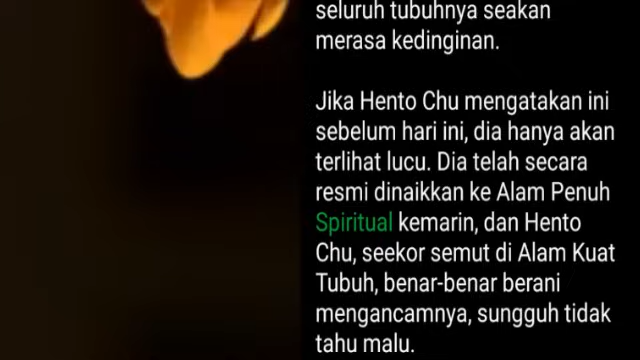 seluruh tubuhnya seakan
merasa kedinginan.
Jika Hento Chu mengatakan ini
sebelum hari ini, dia hanya akan
terlihat lucu. Dia telah secara
resmi dinaikkan ke Alam Penuh
Spiritual kemarin, dan Hento
Chu, seekor semut di Alam Kuat
Tubuh, benar-benar berani
mengancamnya, sungguh tidak
tahu malu.